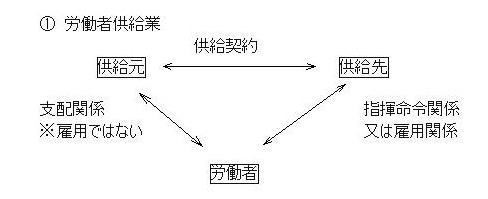 ① 労働者供給業
供給契約
供給元
供給先
支配関係
※雇用ではない
指揮命令関係
又は雇用関係
労働者